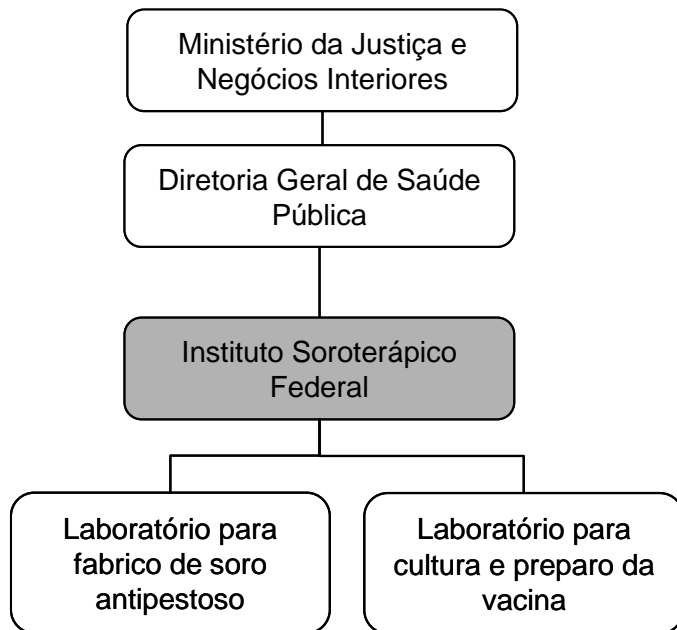 Ministério da Justiça e
Negócios Interiores
Diretoria Geral de Saúde
Pública
Instituto Soroterápico
Federal
Laboratório para
fabrico de soro
antipestoso
Laboratório para
cultura e preparo da
vacina